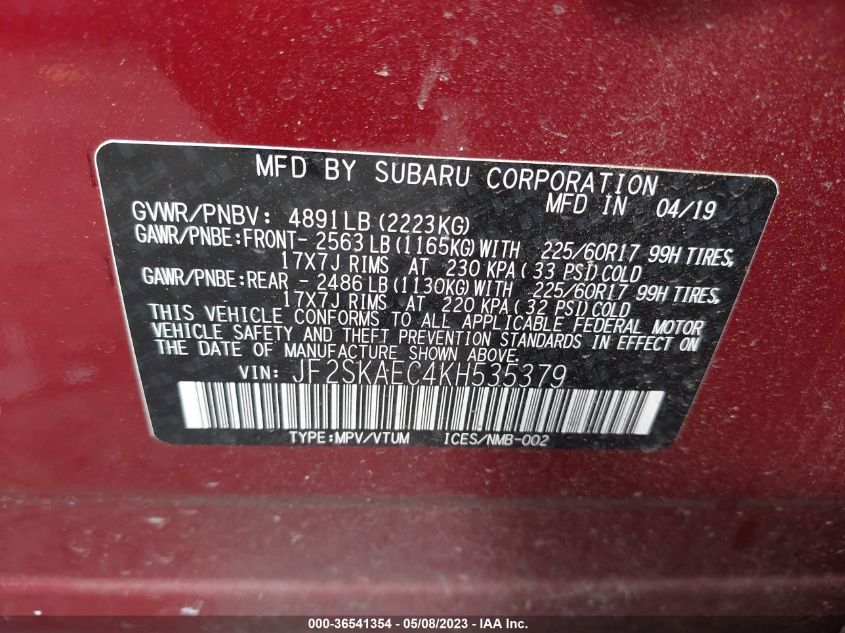 MFD BY SUBARU CORPORATION
MFD IN 04/19
GVWR/PNBV: 4891LB (2223KG)
GAWR/PNBE:FRONT- 2563 LB (1165KG) WITH 225/60R17 99H TIRES,
17X7J RIMS AT 230 KPA ( 33 PSI) COLD
GAWR/PNBE:REAR - 2486 LB (1130KG) WITH 225/60R17 99H TIRES,
17X7J RIMS AT 220 KPA ( 32 PSI) COLD
THIS VEHICLE CONFORMS TO ALL APPLICABLE FEDERAL MOTOR
VEHICLE SAFETY AND THEFT PREVENTION STANDARDS IN EFFECT ON
THE DATE OF MANUFACTURE SHOWN ABOVE.
VIN: JF2SKAEC4KH535379
TYPE:MPV/VTUM ICES/NMB-002
000-36541354 - 05/08/2023 - IAA Inc.